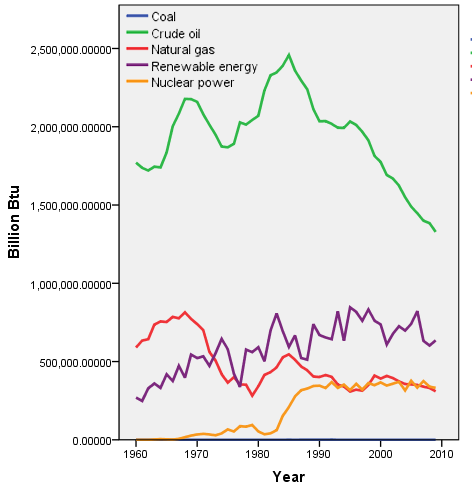 Coal
Crude oil
Natural gas
Renewable energy
Nuclear power
2,500,000.00000
2,000,000.00000
1,500,000.00000
1,000,000.00000
500,000.00000
0.00000
Billion Btu
1960 1970 1980 1990 2000 2010
Year